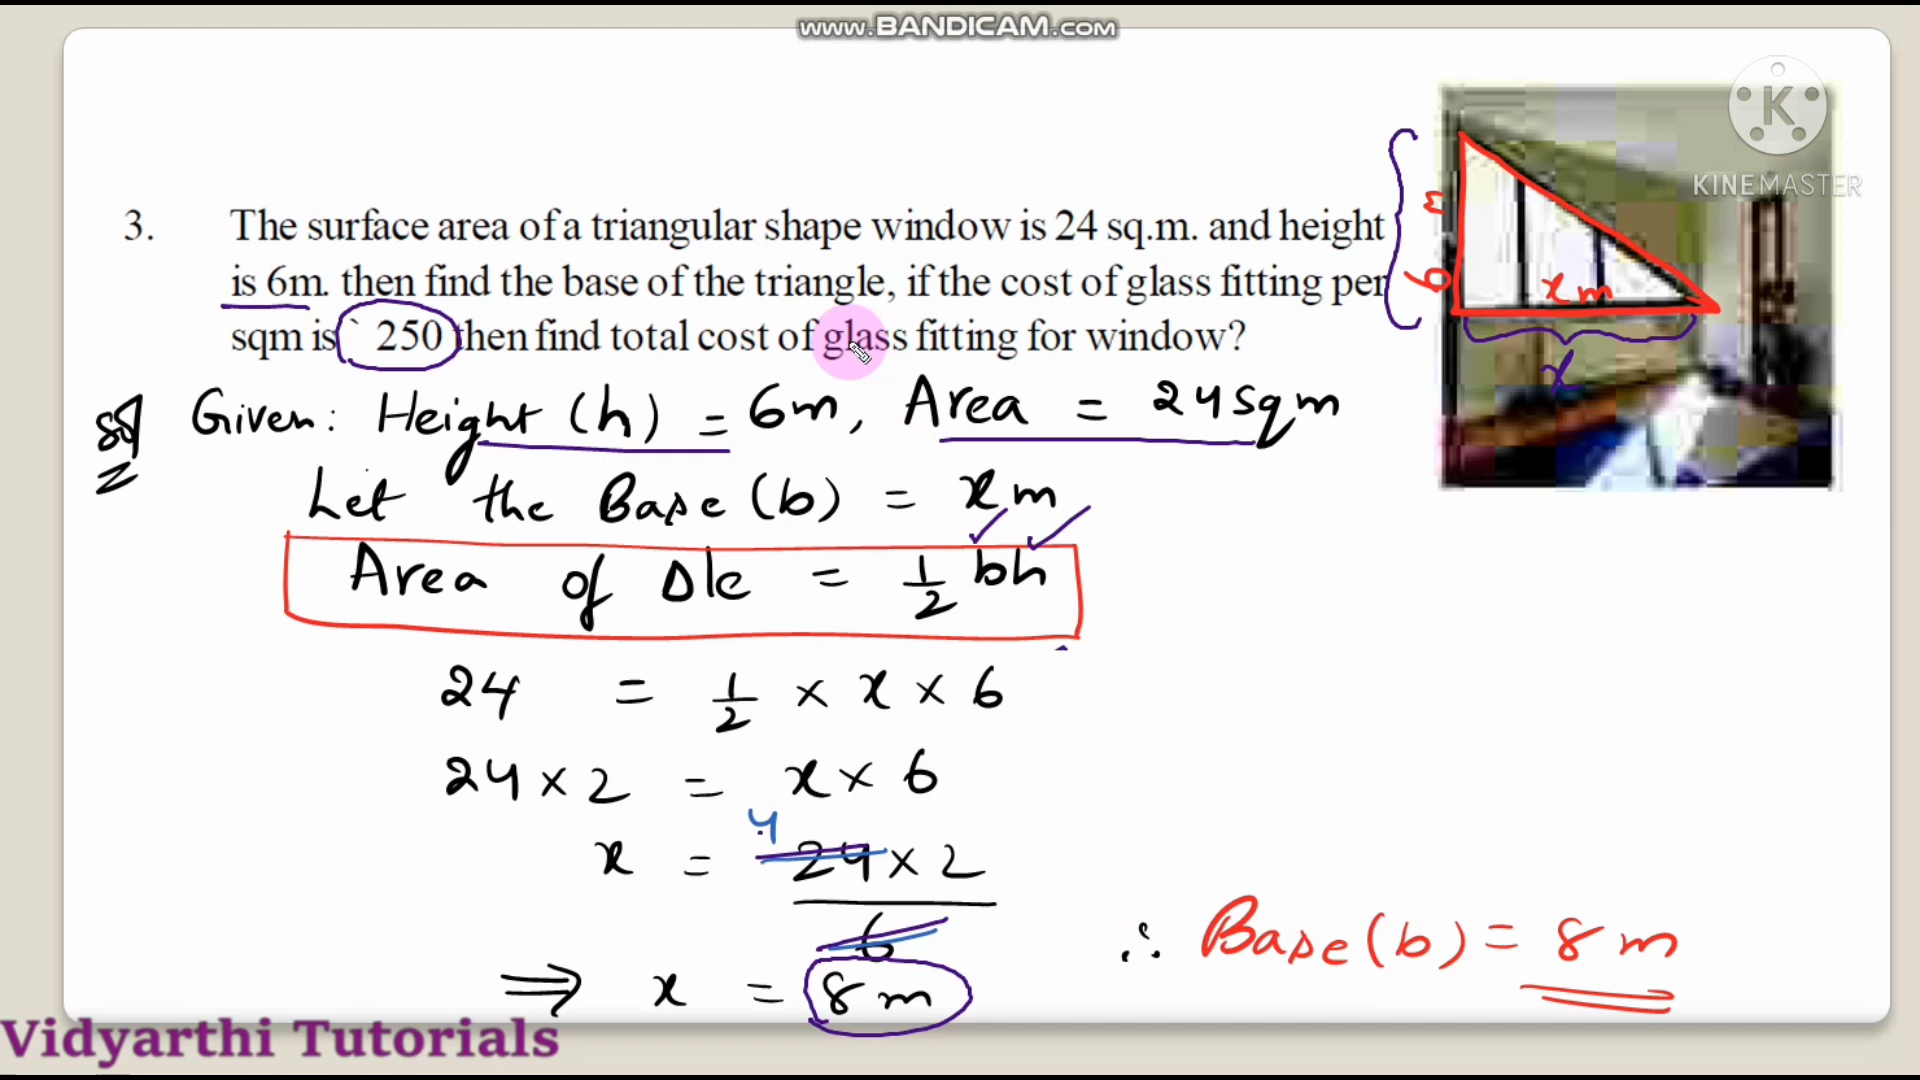 www.BANDICAM.com
KINEMASTER
3. The surface area of a triangular shape window is 24 sq.m. and height
is 6m. then find the base of the triangle, if the cost of glass fitting per
sqm is ` 250 then find total cost of glass fitting for window?
6 m
x m
x
Sol Given: Height (h) = 6m, Area = 24 sqm
Let the Base (b) = x m
Area of Δle = 1/2 bh
24 = 1/2 × x × 6
24 × 2 = x × 6
4
x = 24 × 2
6
⇒ x = 8 m
∴ Base (b) = 8 m
Vidyarthi Tutorials